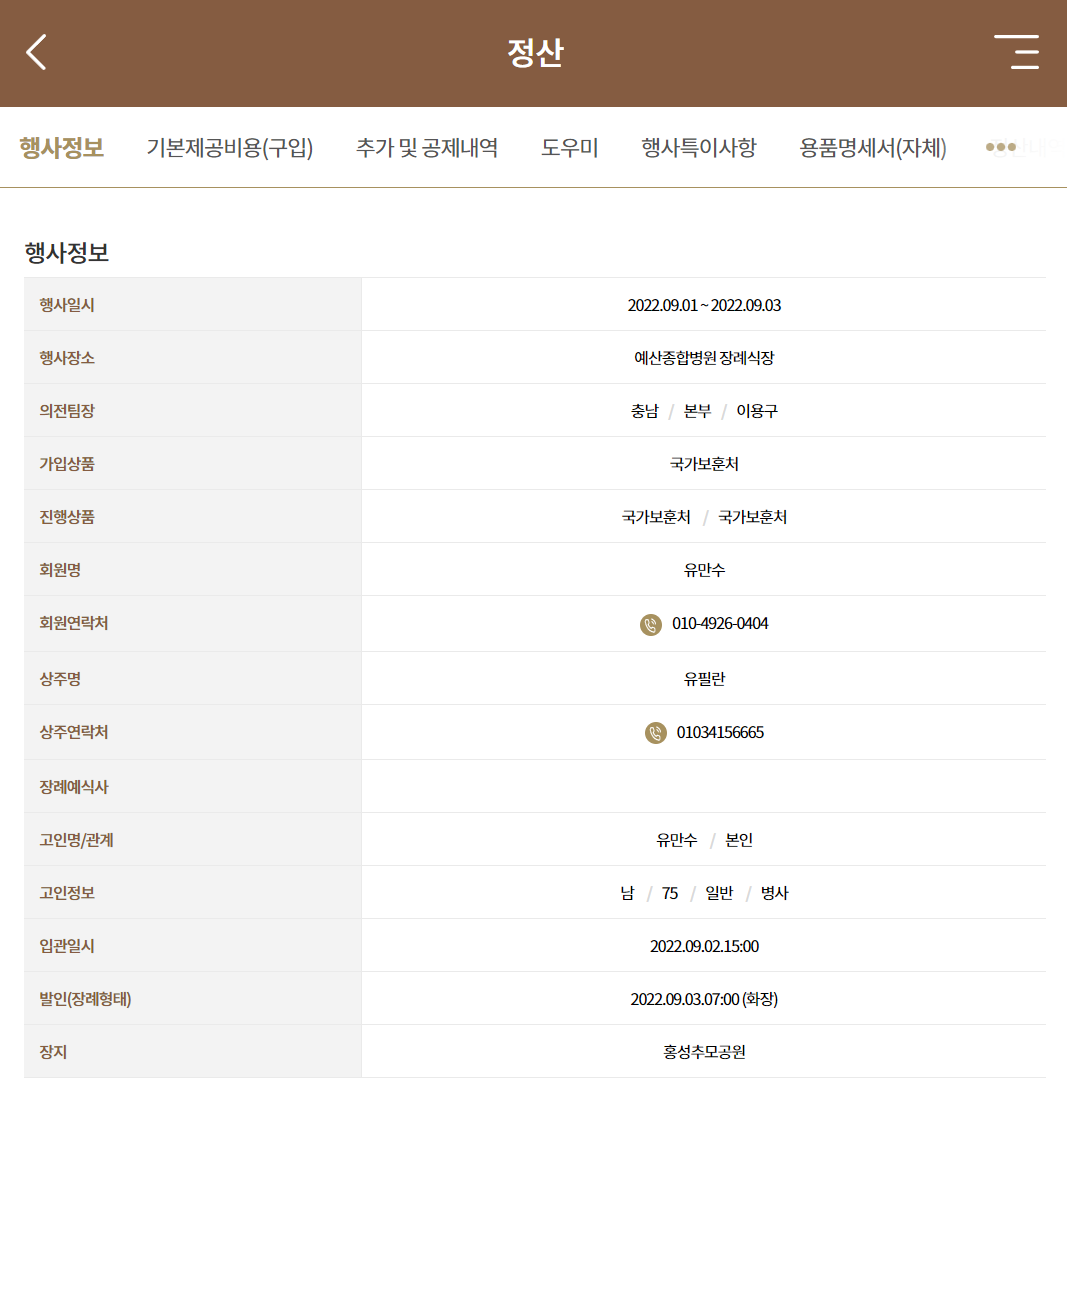 정산
행사정보 기본제공비용(구입) 추가 및 공제내역 도우미 행사특이사항 용품명세서(자체)
행사정보
행사일시 2022.09.01 ~ 2022.09.03
행사장소 예산종합병원 장례식장
의전팀장 충남 / 본부 / 이용구
가입상품 국가보훈처
진행상품 국가보훈처 / 국가보훈처
회원명 유만수
회원연락처 010-4926-0404
상주명 유필란
상주연락처 01034156665
장례예식사
고인명/관계 유만수 / 본인
고인정보 남 / 75 / 일반 / 병사
입관일시 2022.09.02.15:00
발인(장례형태) 2022.09.03.07:00 (화장)
장지 홍성추모공원